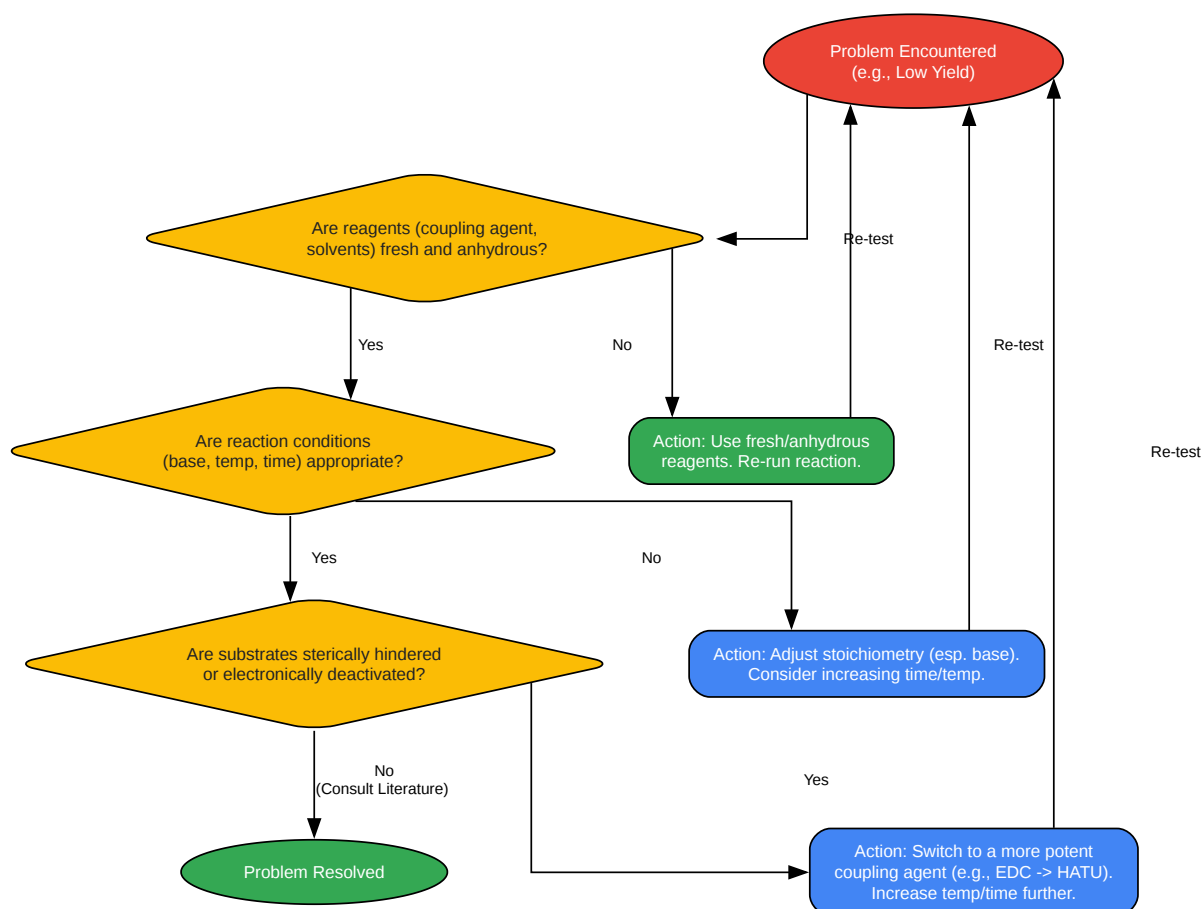 Problem Encountered
(e.g., Low Yield)
Are reagents (coupling agent,
solvents) fresh and anhydrous?
Re-test
Yes
No
Re-test
Are reaction conditions
(base, temp, time) appropriate?
Action: Use fresh/anhydrous
reagents. Re-run reaction.
Re-test
Yes
No
Are substrates sterically hindered
or electronically deactivated?
Action: Adjust stoichiometry (esp. base).
Consider increasing time/temp.
No
(Consult Literature)
Yes
Problem Resolved
Action: Switch to a more potent
coupling agent (e.g., EDC -> HATU).
Increase temp/time further.